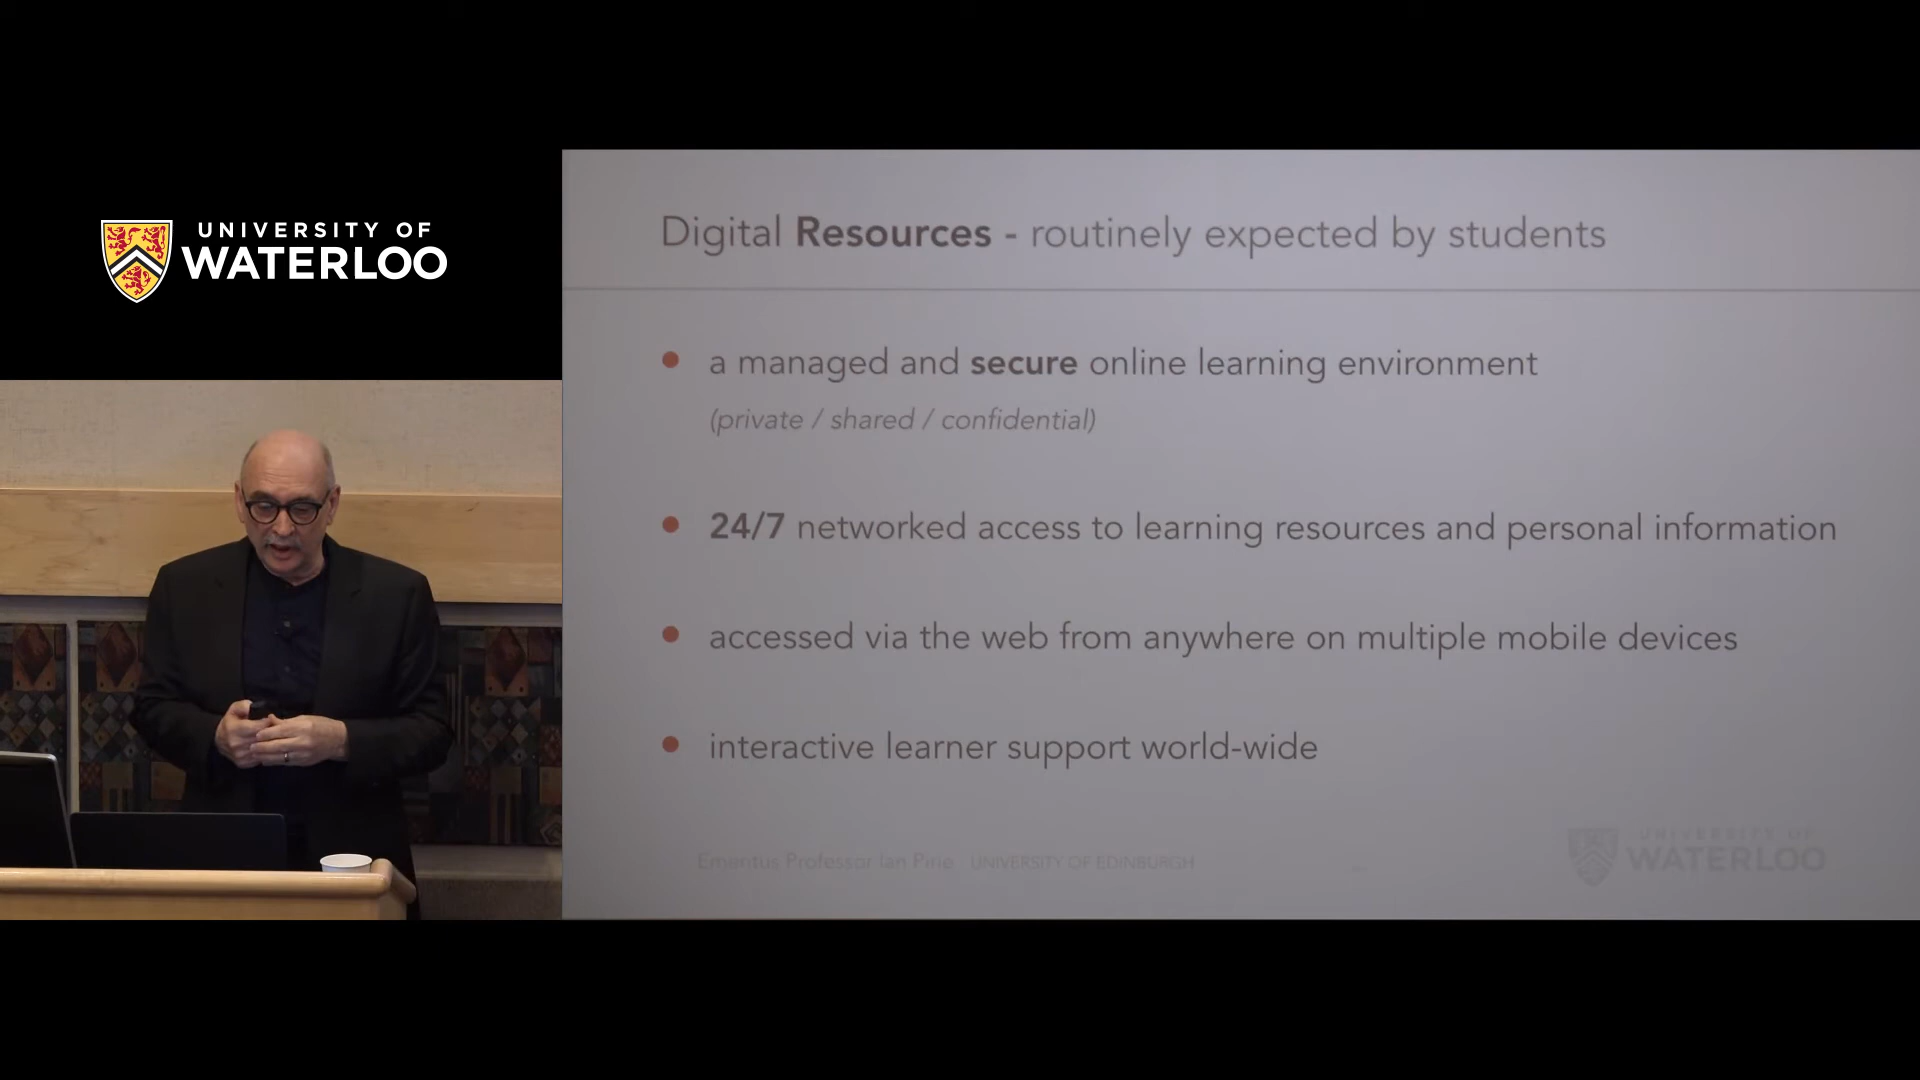 UNIVERSITY OF
WATERLOO
Digital Resources - routinely expected by students
a managed and secure online learning environment
(private / shared / confidential)
24/7 networked access to learning resources and personal information
accessed via the web from anywhere on multiple mobile devices
interactive learner support world-wide
Emeritus Professor Ian Pirie UNIVERSITY OF EDINBURGH
UNIVERSITY OF
WATERLOO